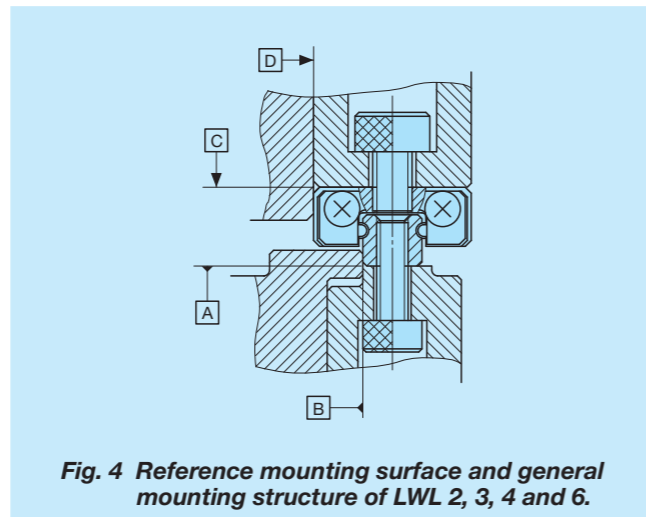 D
C
A
B
Fig. 4 Reference mounting surface and general
mounting structure of LWL 2, 3, 4 and 6.